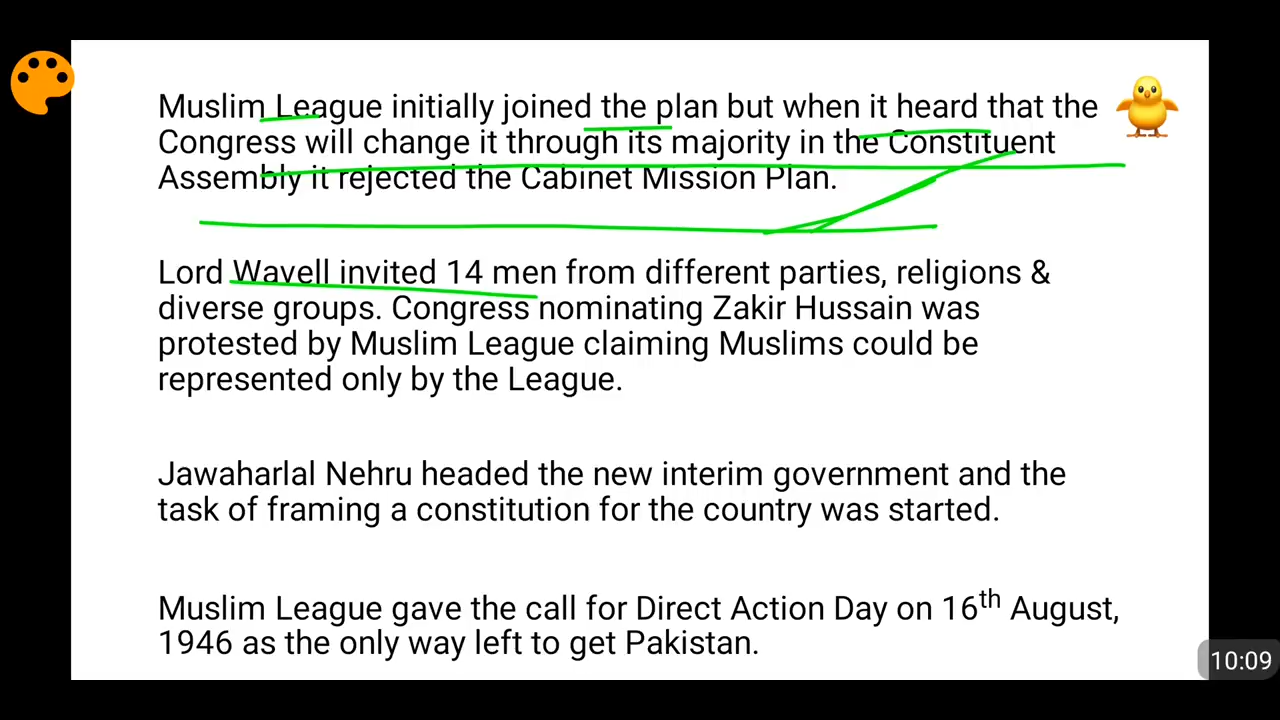 Muslim League initially joined the plan but when it heard that the
Congress will change it through its majority in the Constituent
Assembly it rejected the Cabinet Mission Plan.
Lord Wavell invited 14 men from different parties, religions &
diverse groups. Congress nominating Zakir Hussain was
protested by Muslim League claiming Muslims could be
represented only by the League.
Jawaharlal Nehru headed the new interim government and the
task of framing a constitution for the country was started.
Muslim League gave the call for Direct Action Day on 16th August,
1946 as the only way left to get Pakistan.
10:09